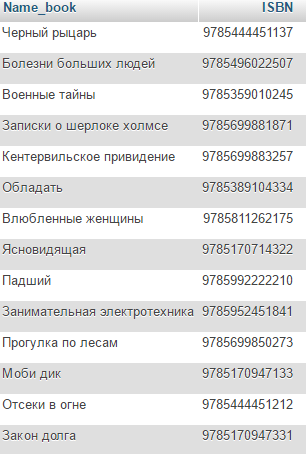 Name_book ISBN
Черный рыцарь 9785444451137
Болезни больших людей 9785496022507
Военные тайны 9785359010245
Записки о шерлоке холмсе 9785699881871
Кентервильское привидение 9785699883257
Обладать 9785389104334
Влюбленные женщины 9785811262175
Ясновидящая 9785170714322
Падший 9785992222210
Занимательная электротехника 9785952451841
Прогулка по лесам 9785699850273
Моби дик 9785170947133
Отсеки в огне 9785444451212
Закон долга 9785170947331